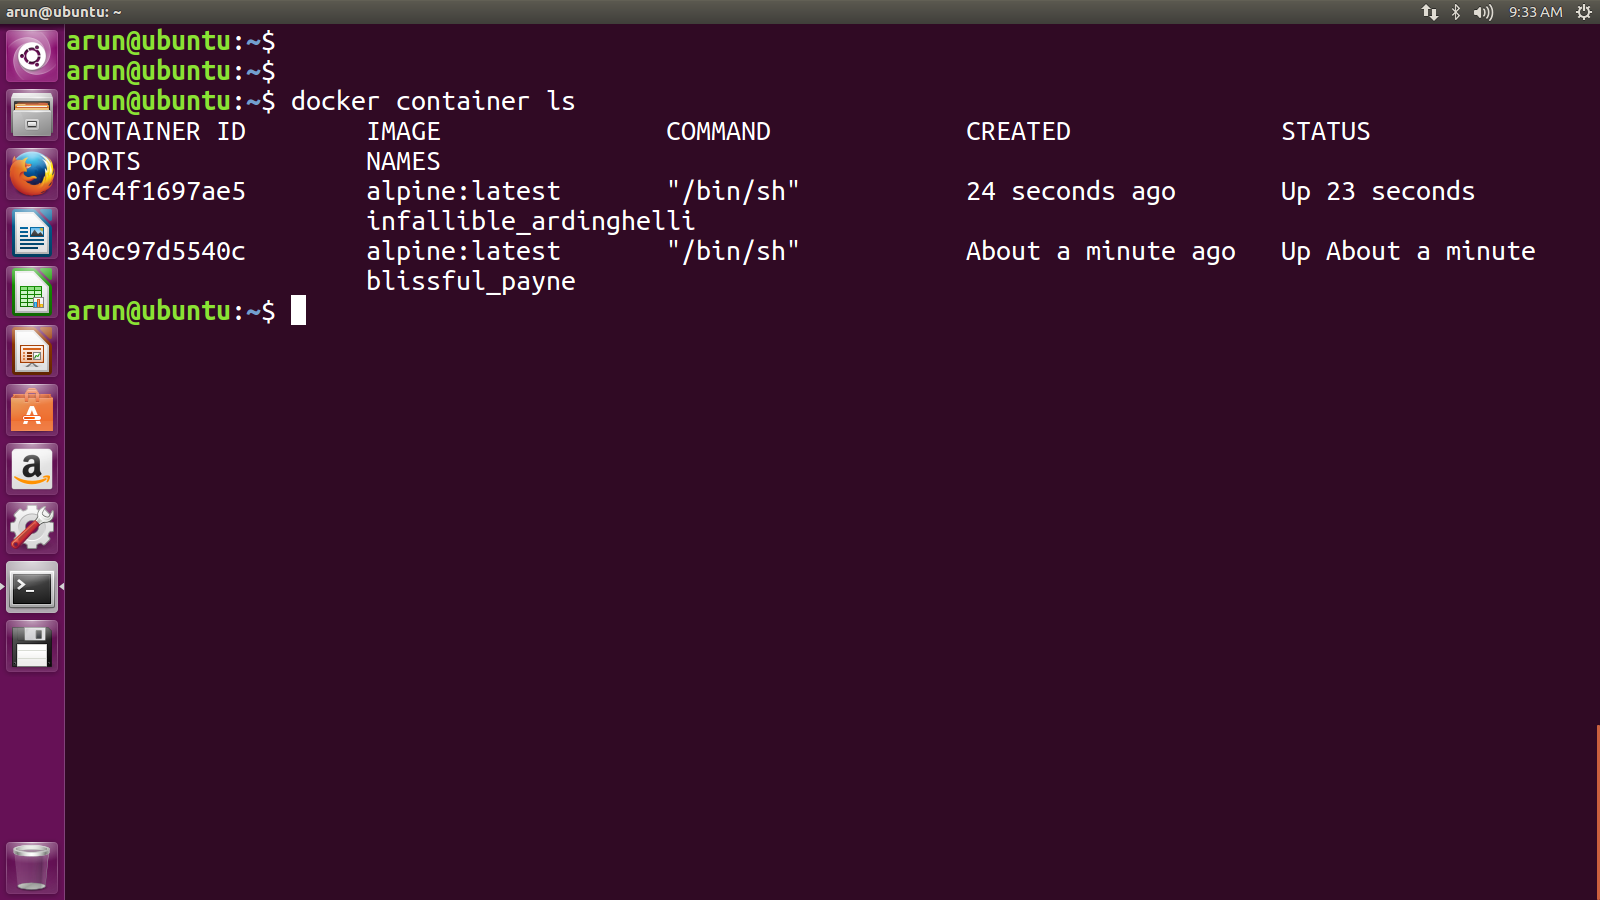 arun@ubuntu: ~
9:33 AM
arun@ubuntu:~$
arun@ubuntu:~$
arun@ubuntu:~$ docker container ls
CONTAINER ID        IMAGE               COMMAND             CREATED              STATUS
PORTS               NAMES
0fc4f1697ae5        alpine:latest       "/bin/sh"           24 seconds ago       Up 23 seconds
                    infallible_ardinghelli
340c97d5540c        alpine:latest       "/bin/sh"           About a minute ago   Up About a minute
                    blissful_payne
arun@ubuntu:~$